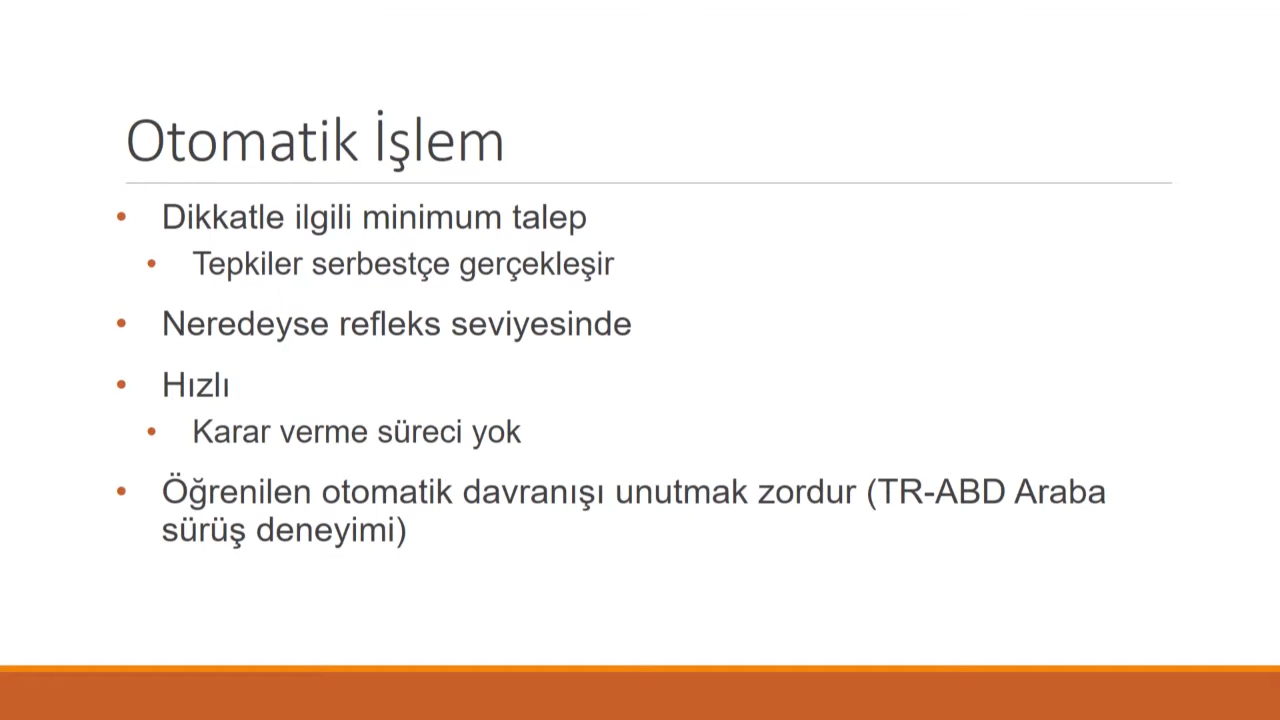 Otomatik İşlem
• Dikkatle ilgili minimum talep
• Tepkiler serbestçe gerçekleşir
• Neredeyse refleks seviyesinde
• Hızlı
• Karar verme süreci yok
• Öğrenilen otomatik davranışı unutmak zordur (TR-ABD Araba
sürüş deneyimi)